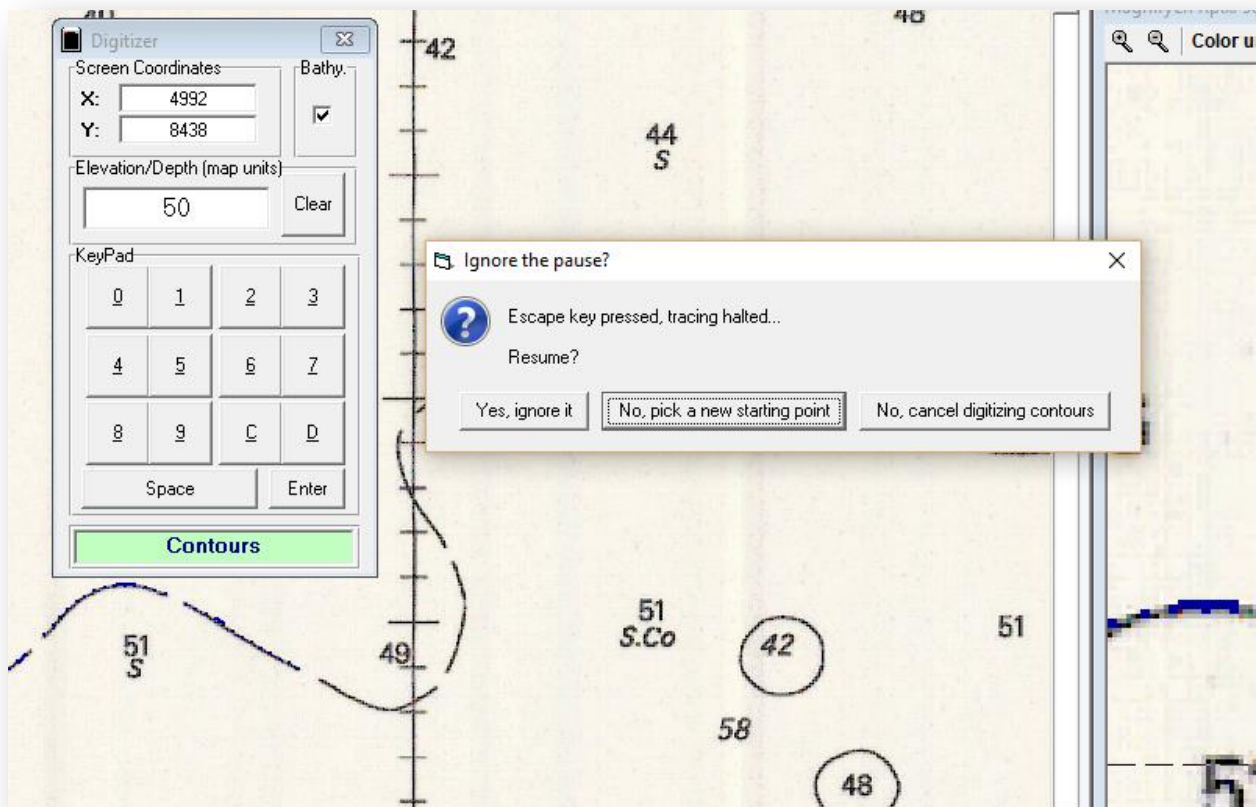 48
42
44
S
Digitizer
Screen Coordinates
Bathy.
X: 4992
Y: 8438
Elevation/Depth (map units)
50
Clear
KeyPad
0 1 2 3
4 5 6 7
8 9 C D
Space
Enter
Contours
Color u
Ignore the pause?
Escape key pressed, tracing halted...
Resume?
Yes, ignore it
No, pick a new starting point
No, cancel digitizing contours
51
S
49
51
S.Co
42
51
58
48